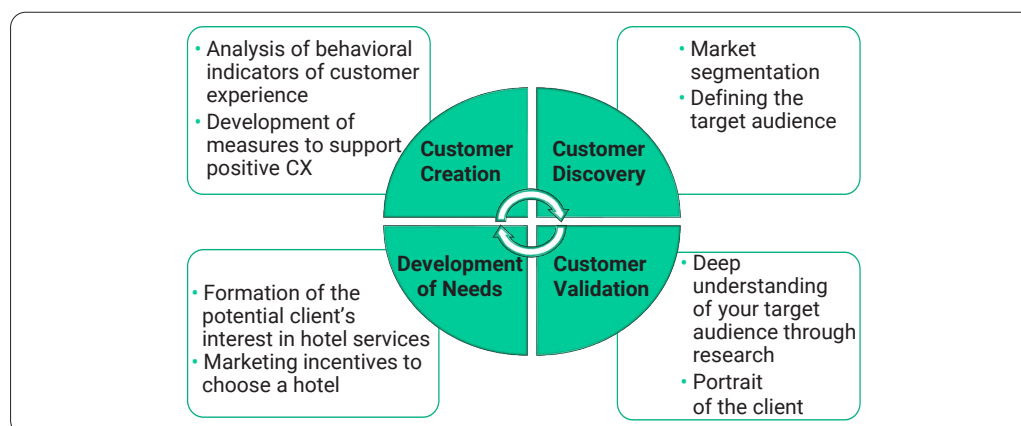 • Analysis of behavioral
indicators of customer
experience
• Development of
measures to support
positive CX
• Market
segmentation
• Defining the
target audience
Customer
Creation
Customer
Discovery
Development
of Needs
Customer
Validation
• Formation of the
potential client’s
interest in hotel services
• Marketing incentives to
choose a hotel
• Deep
understanding
of your target
audience through
research
• Portrait
of the client